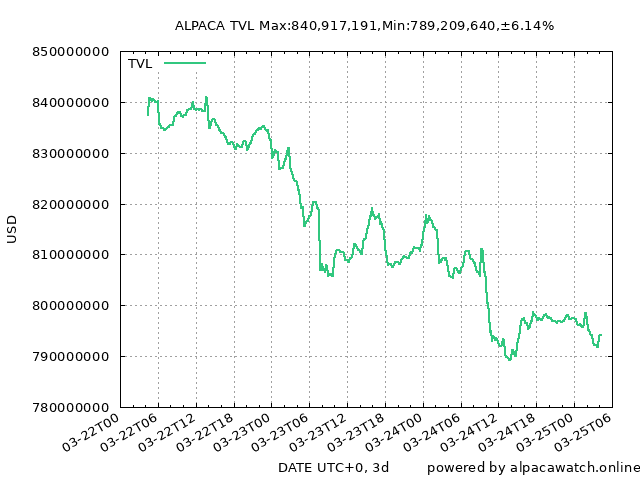 ALPACA TVL Max:840,917,191,Min:789,209,640,±6.14%
TVL
850000000
840000000
830000000
820000000
810000000
800000000
790000000
780000000
USD
03-22T00
03-22T06
03-22T12
03-22T18
03-23T00
03-23T06
03-23T12
03-23T18
03-24T00
03-24T06
03-24T12
03-24T18
03-25T00
03-25T06
DATE UTC+0, 3d
powered by alpacawatch.online